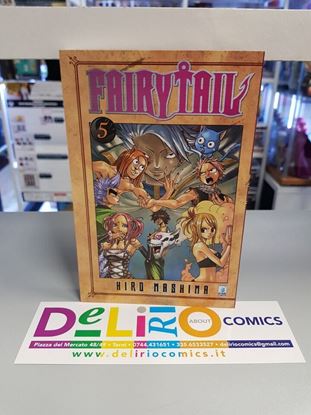 FAIRY TAIL
5
HIRO MASHIMA
DeLiRIO ABOUT COMICS
Piazza del Mercato 48/49 • Terni • 0744.431651 • 335.6533527 • deliriocomics@gmail.com
www.deliriocomics.it